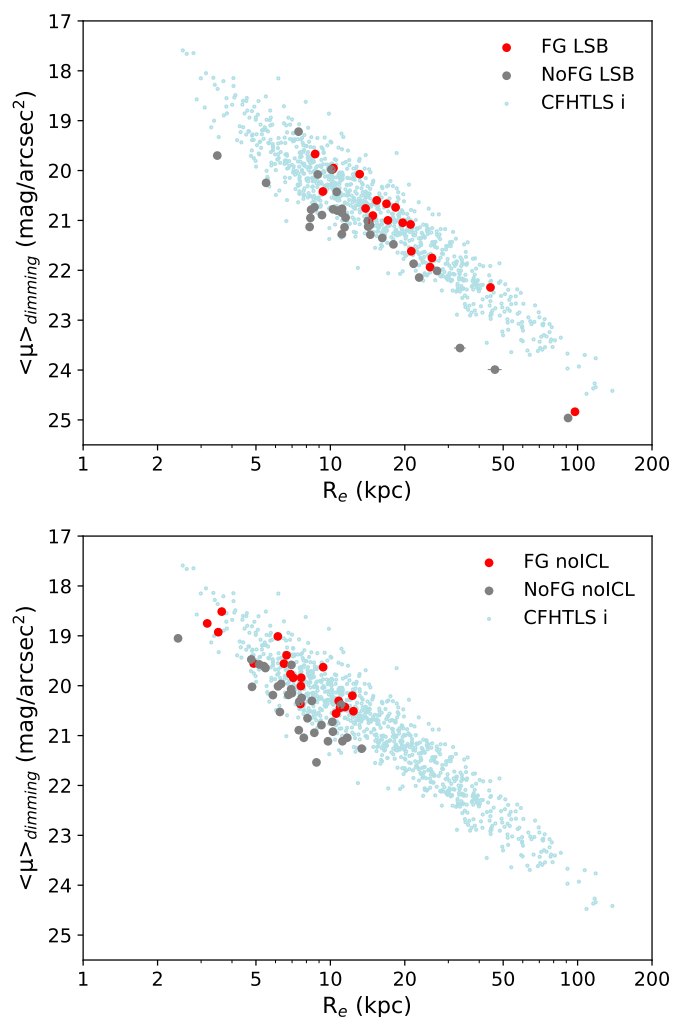 17
18
19
20
21
22
23
24
25
<μ>dimming (mag/arcsec²)
FG LSB
NoFG LSB
CFHTLS i
1 2 5 10 20 50 100 200
Re (kpc)
17
18
19
20
21
22
23
24
25
<μ>dimming (mag/arcsec²)
FG noICL
NoFG noICL
CFHTLS i
1 2 5 10 20 50 100 200
Re (kpc)